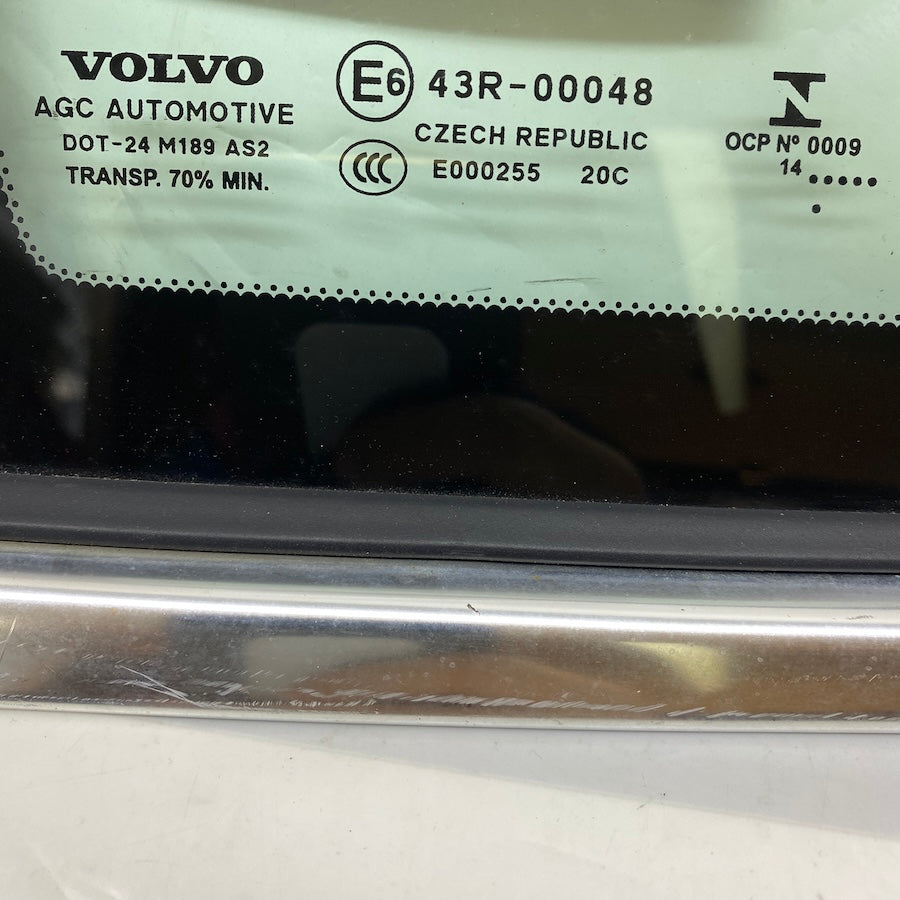 VOLVO
AGC AUTOMOTIVE
DOT-24 M189 AS2
TRANSP. 70% MIN.
E6 43R-00048
CZECH REPUBLIC
CCC E000255 20C
N
OCP Nº 0009
14 .....
.